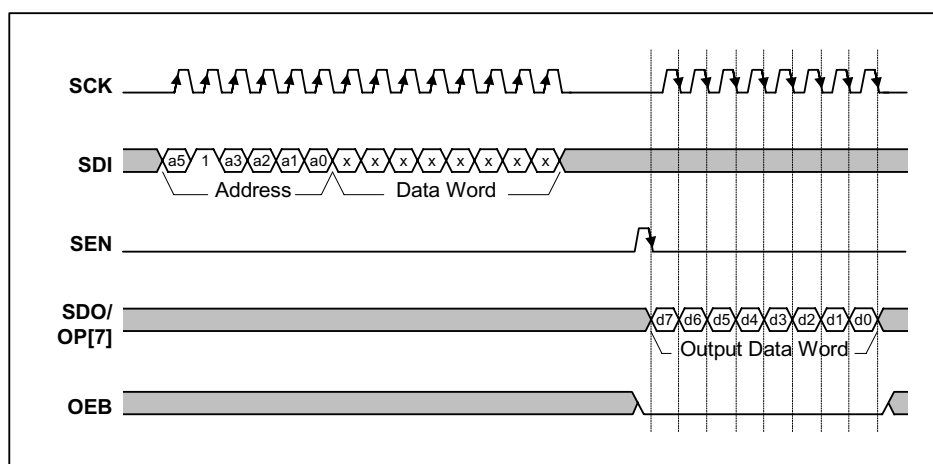 SCK
SDI
a5 1 a3 a2 a1 a0 x x x x x x x x
Address Data Word
SEN
SDO/
OP[7]
d7 d6 d5 d4 d3 d2 d1 d0
Output Data Word
OEB